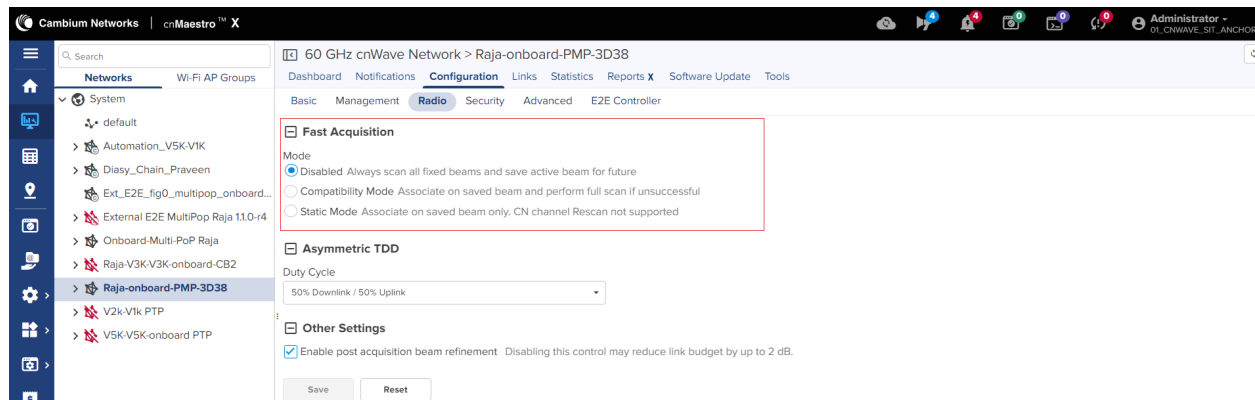 Cambium Networks | cnMaestro™ X
4 4 0 0 0 Administrator
01_CNWAVE_SIT_ANCHOR
Search
Networks Wi-Fi AP Groups
System
default
Automation_V5K-V1K
Diasy_Chain_Praveen
Ext_E2E_fig0_multipop_onboard...
External E2E MultiPop Raja 1.1.0-r4
Onboard-Multi-PoP Raja
Raja-V3K-V3K-onboard-CB2
Raja-onboard-PMP-3D38
V2k-V1k PTP
V5K-V5K-onboard PTP
60 GHz cnWave Network > Raja-onboard-PMP-3D38
Dashboard Notifications Configuration Links Statistics Reports X Software Update Tools
Basic Management Radio Security Advanced E2E Controller
Fast Acquisition
Mode
Disabled Always scan all fixed beams and save active beam for future
Compatibility Mode Associate on saved beam and perform full scan if unsuccessful
Static Mode Associate on saved beam only. CN channel Rescan not supported
Asymmetric TDD
Duty Cycle
50% Downlink / 50% Uplink
Other Settings
Enable post acquisition beam refinement Disabling this control may reduce link budget by up to 2 dB.
Save Reset